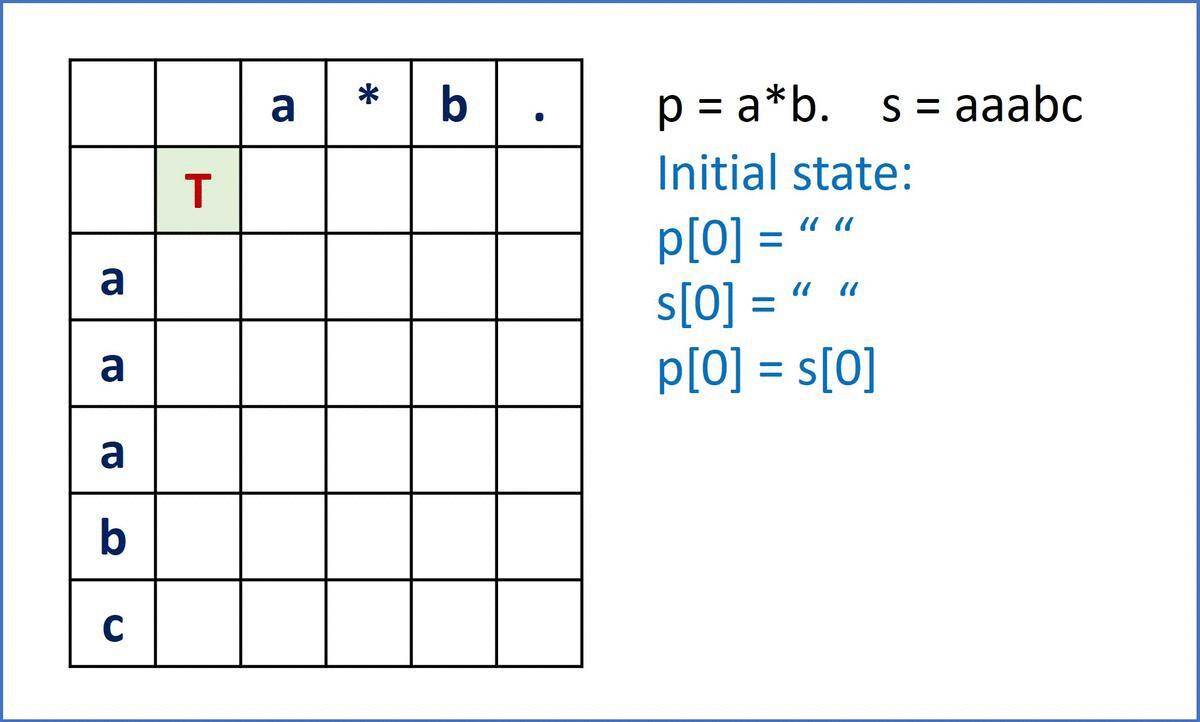 a * b .
T
a
a
a
b
c
p = a*b. s = aaabc
Initial state:
p[0] = “ “
s[0] = “ “
p[0] = s[0]